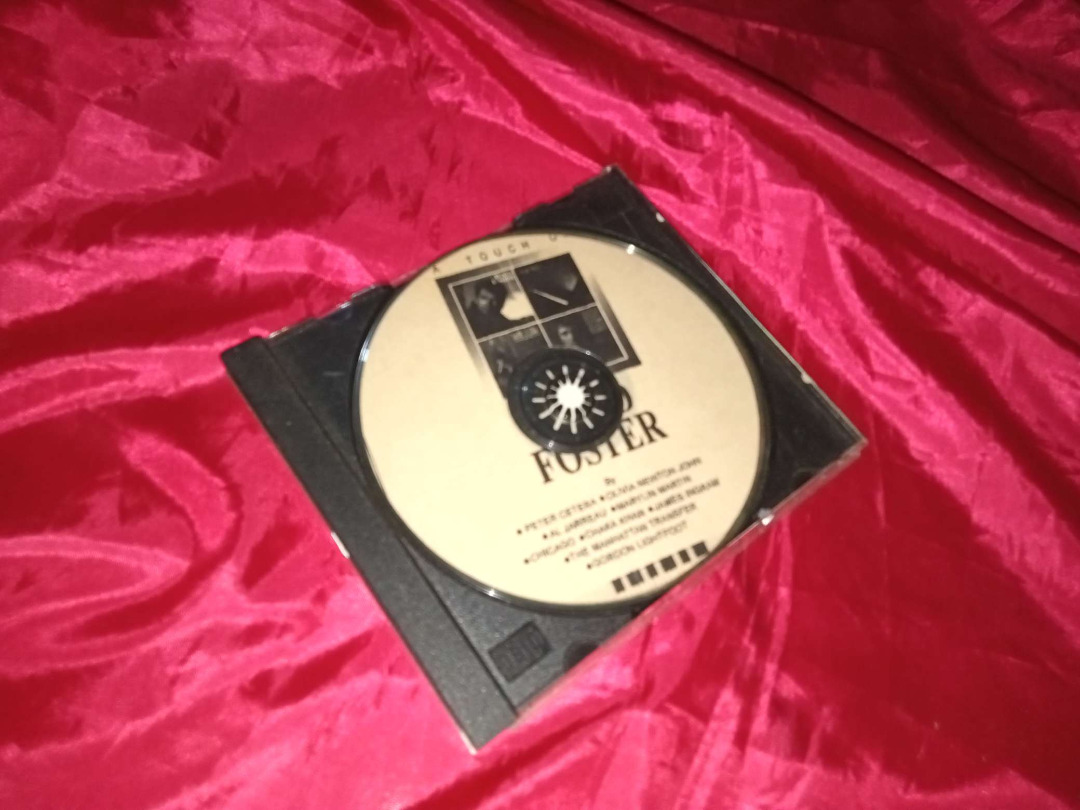 A TOUCH O
FOSTER
By
• PETER CETERA • OLIVIA NEWTON JOHN
• AL JARREAU • MARYLIN MARTIN
• CHICAGO • CHAKA KHAN • JAMES INGRAM
• THE MANHATTAN TRANSFER
• GORDON LIGHTFOOT